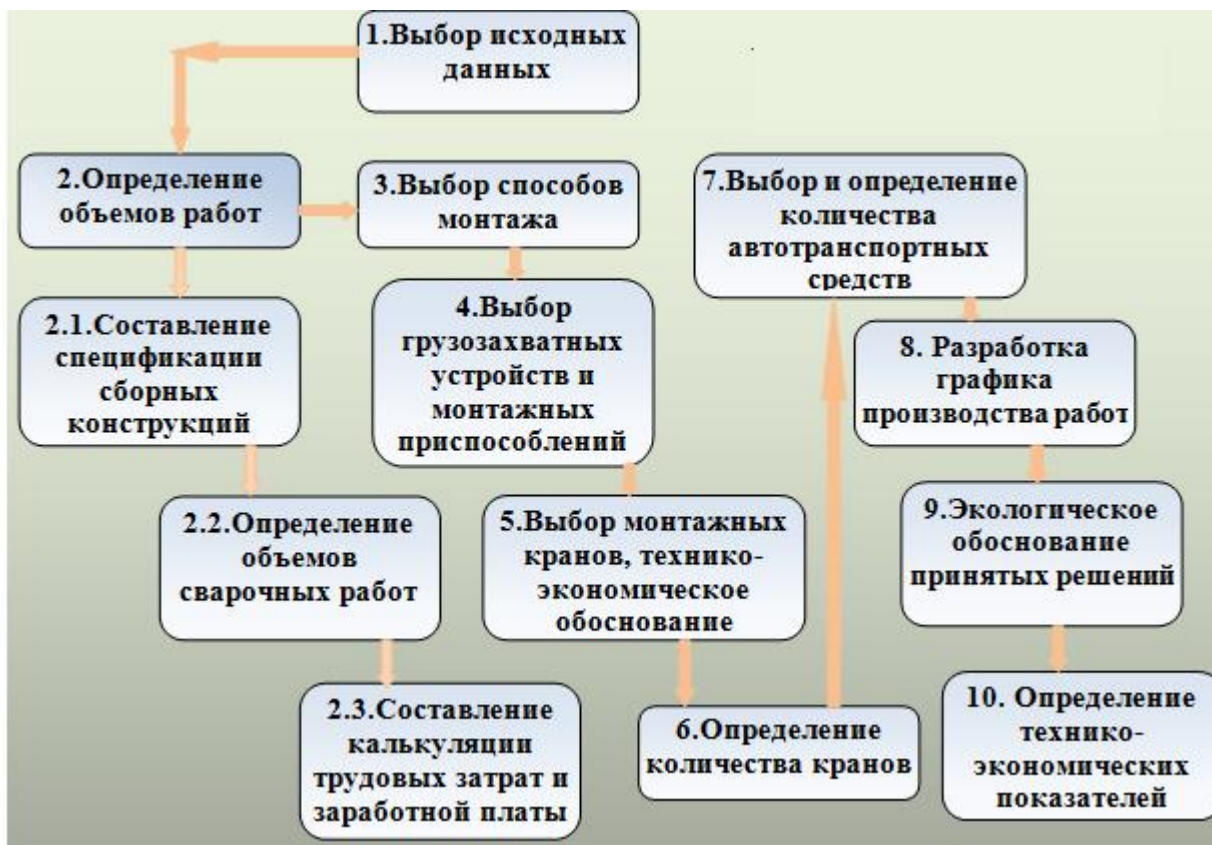 1.Выбор исходных
данных
2.Определение
объемов работ
3.Выбор способов
монтажа
7.Выбор и определение
количества
автотранспортных
средств
2.1.Составление
спецификации
сборных
конструкций
4.Выбор
грузозахватных
устройств и
монтажных
приспособлений
8. Разработка
графика
производства работ
2.2.Определение
объемов
сварочных работ
5.Выбор монтажных
кранов, технико-
экономическое
обоснование
9.Экологическое
обоснование
принятых решений
2.3.Составление
калькуляции
трудовых затрат и
заработной платы
6.Определение
количества кранов
10. Определение
технико-
экономических
показателей